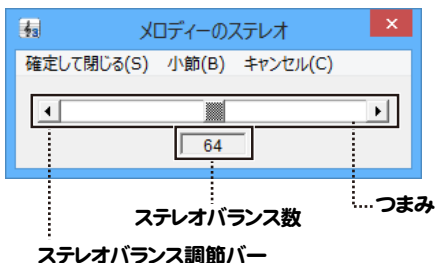 メロディーのステレオ
確定して閉じる(S) 小節(B) キャンセル(C)
64
つまみ
ステレオバランス数
ステレオバランス調節バー